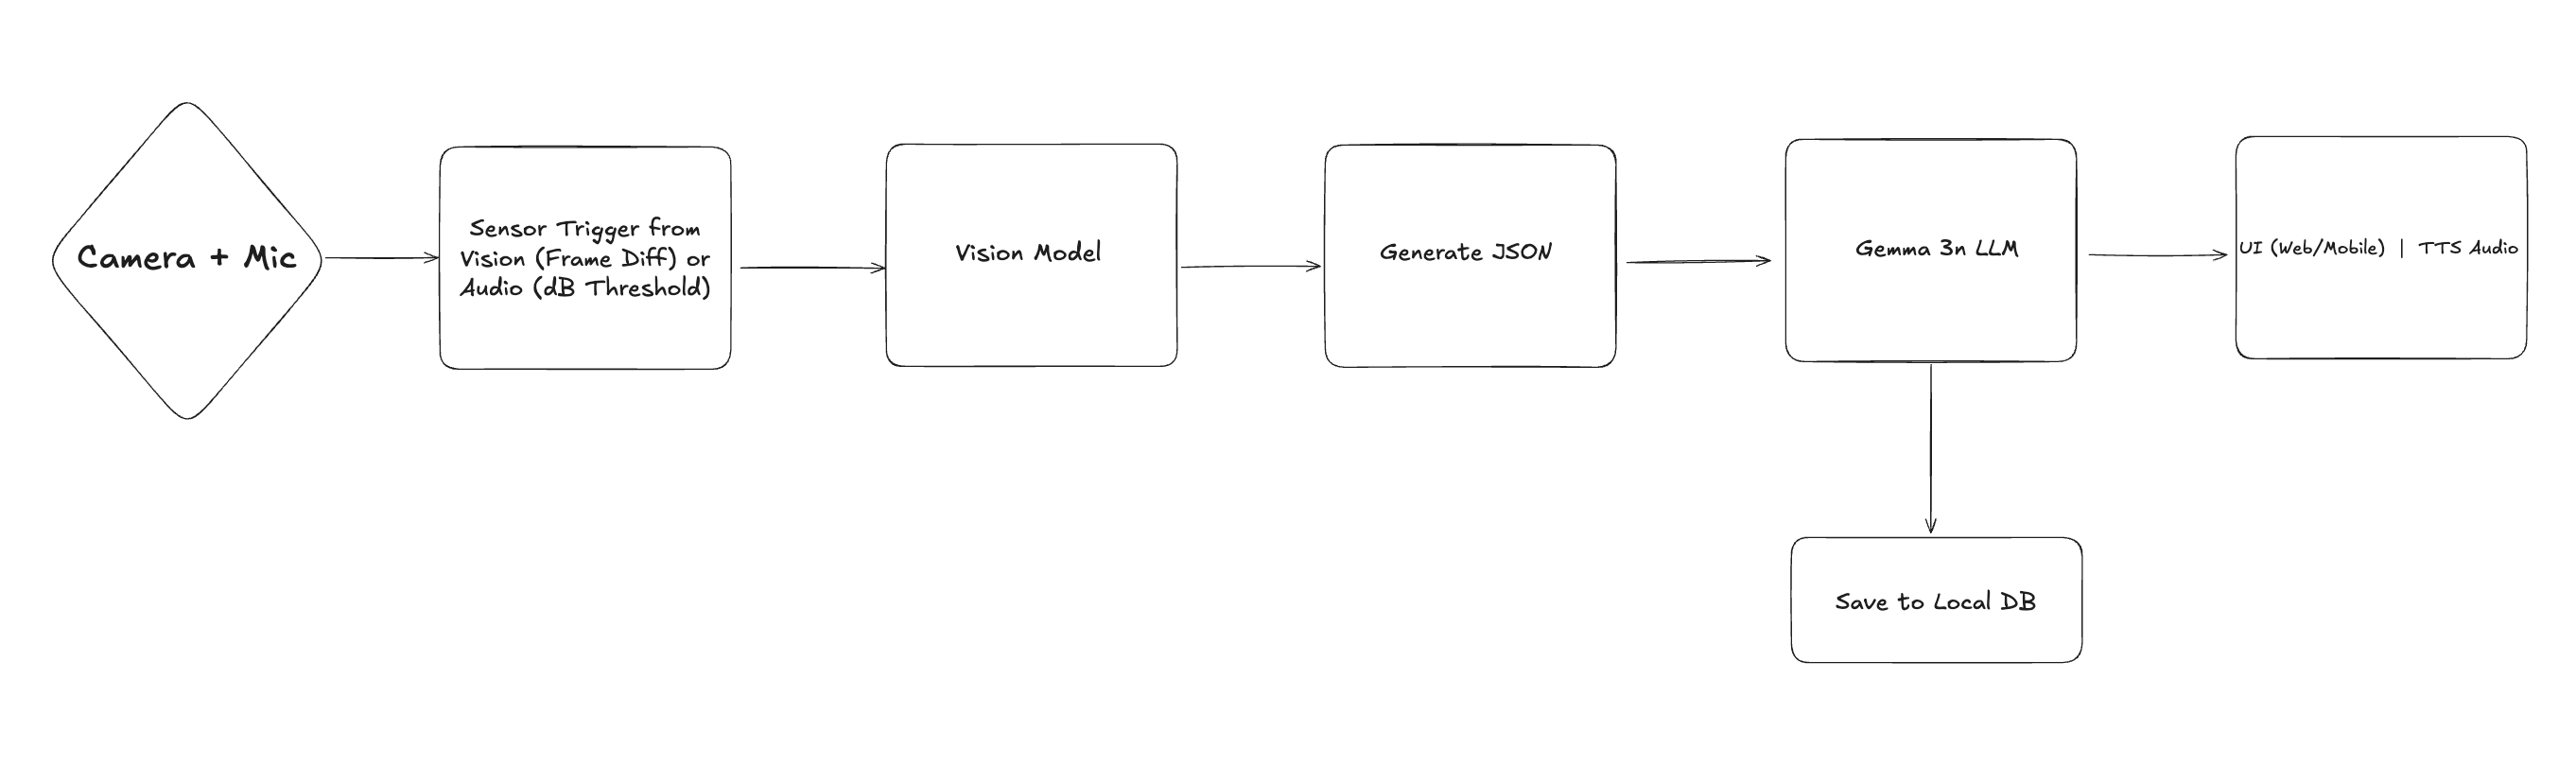 Camera + Mic
Sensor Trigger from
Vision (Frame Diff) or
Audio (dB Threshold)
Vision Model
Generate JSON
Gemma 3n LLM
UI (Web/Mobile) | TTS Audio
Save to Local DB